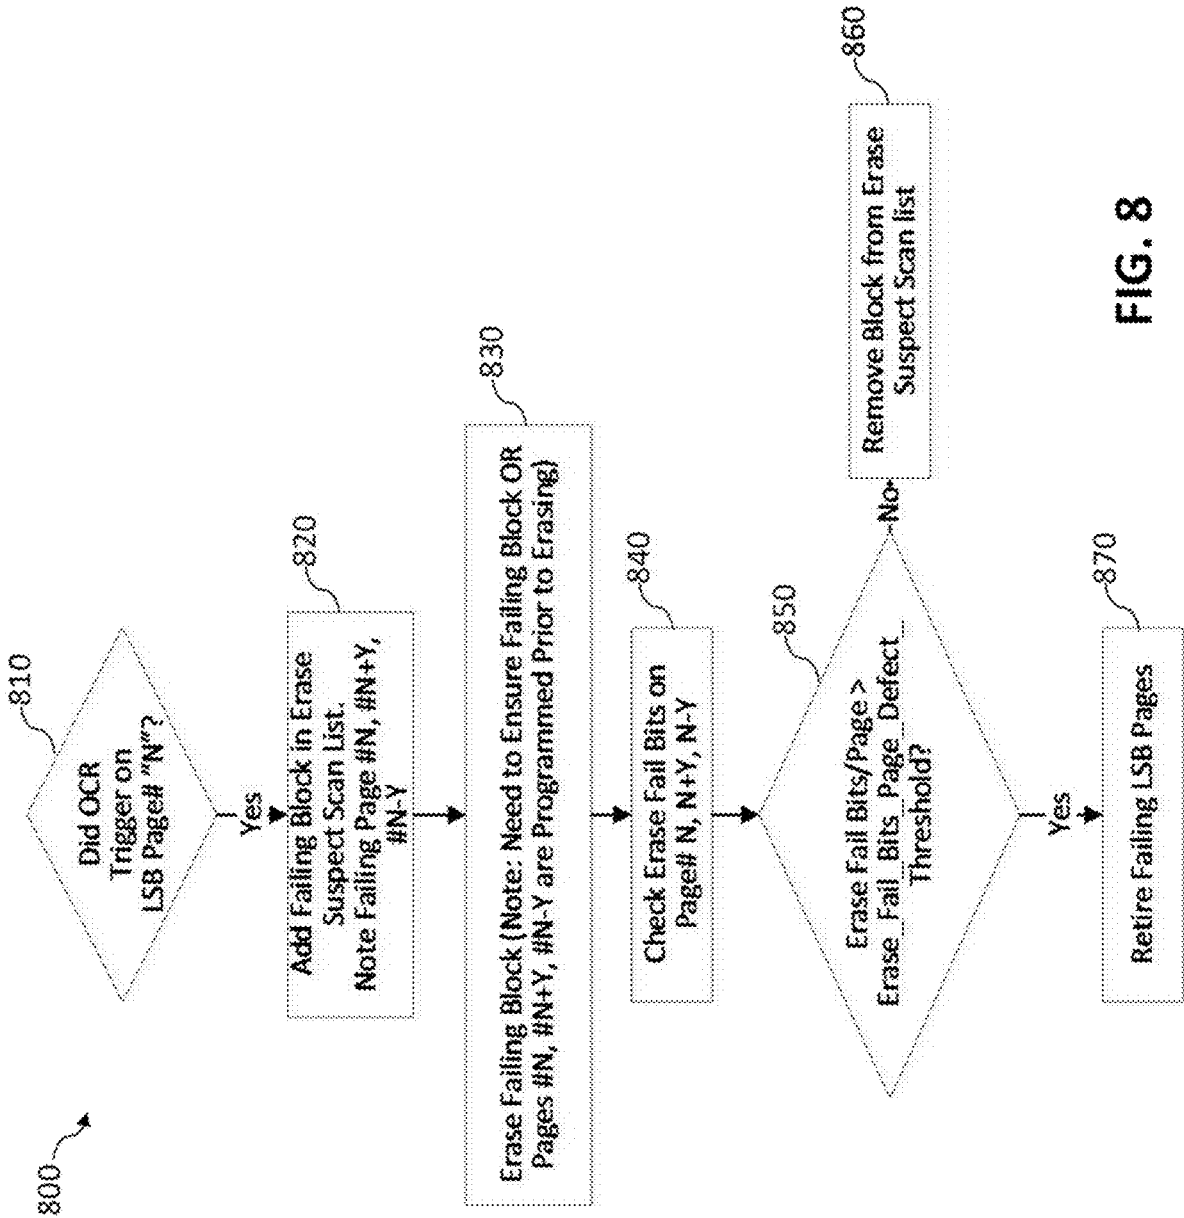 800
810
Did OCR
Trigger on
LSB Page# "N"?
Yes
820
Add Failing Block in Erase
Suspect Scan List.
Note Failing Page #N, #N+Y,
#N-Y
830
Erase Failing Block (Note: Need to Ensure Failing Block OR
Pages #N, #N+Y, #N-Y are Programmed Prior to Erasing)
840
Check Erase Fail Bits on
Page# N, N+Y, N-Y
850
Erase Fail Bits/Page >
Erase_Fail_Bits_Page_Defect_
Threshold?
No
860
Remove Block from Erase
Suspect Scan list
Yes
870
Retire Failing LSB Pages
FIG. 8